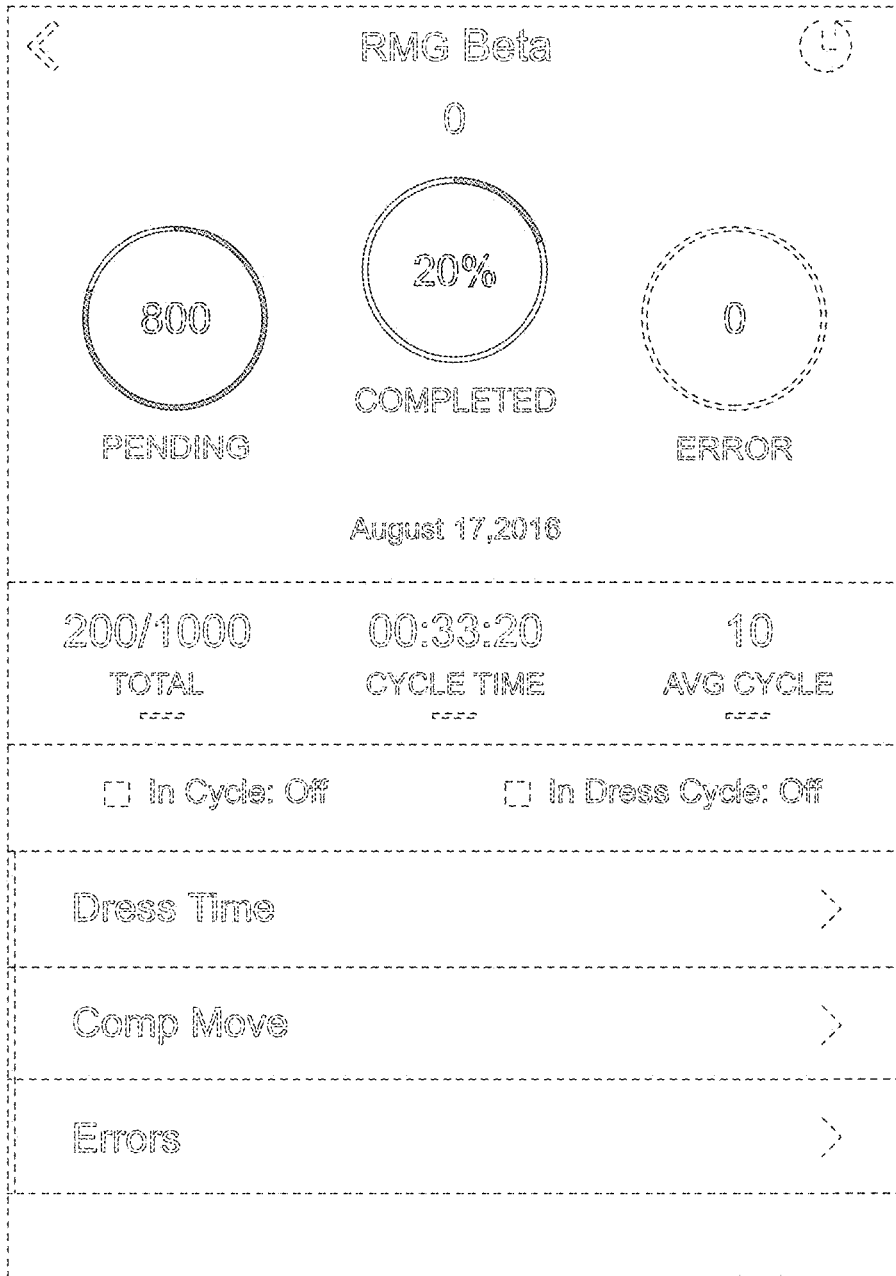 RMG Beta
0
800
20%
0
PENDING
COMPLETED
ERROR
August 17,2016
200/1000
00:33:20
10
TOTAL
CYCLE TIME
AVG CYCLE
In Cycle: Off
In Dress Cycle: Off
Dress Time
Comp Move
Errors